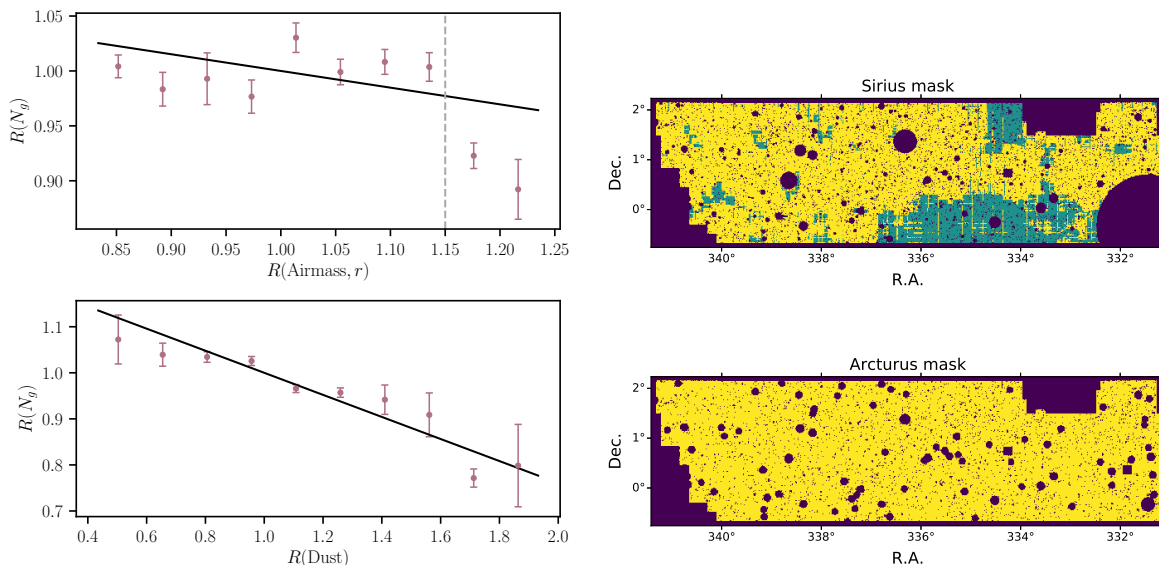 1.05
1.00
0.95
0.90
R(N_g)
0.85 0.90 0.95 1.00 1.05 1.10 1.15 1.20 1.25
R(Airmass, r)
1.1
1.0
0.9
0.8
0.7
R(N_g)
0.4 0.6 0.8 1.0 1.2 1.4 1.6 1.8 2.0
R(Dust)
Sirius mask
2°
1°
0°
Dec.
340° 338° 336° 334° 332°
R.A.
Arcturus mask
2°
1°
0°
Dec.
340° 338° 336° 334° 332°
R.A.